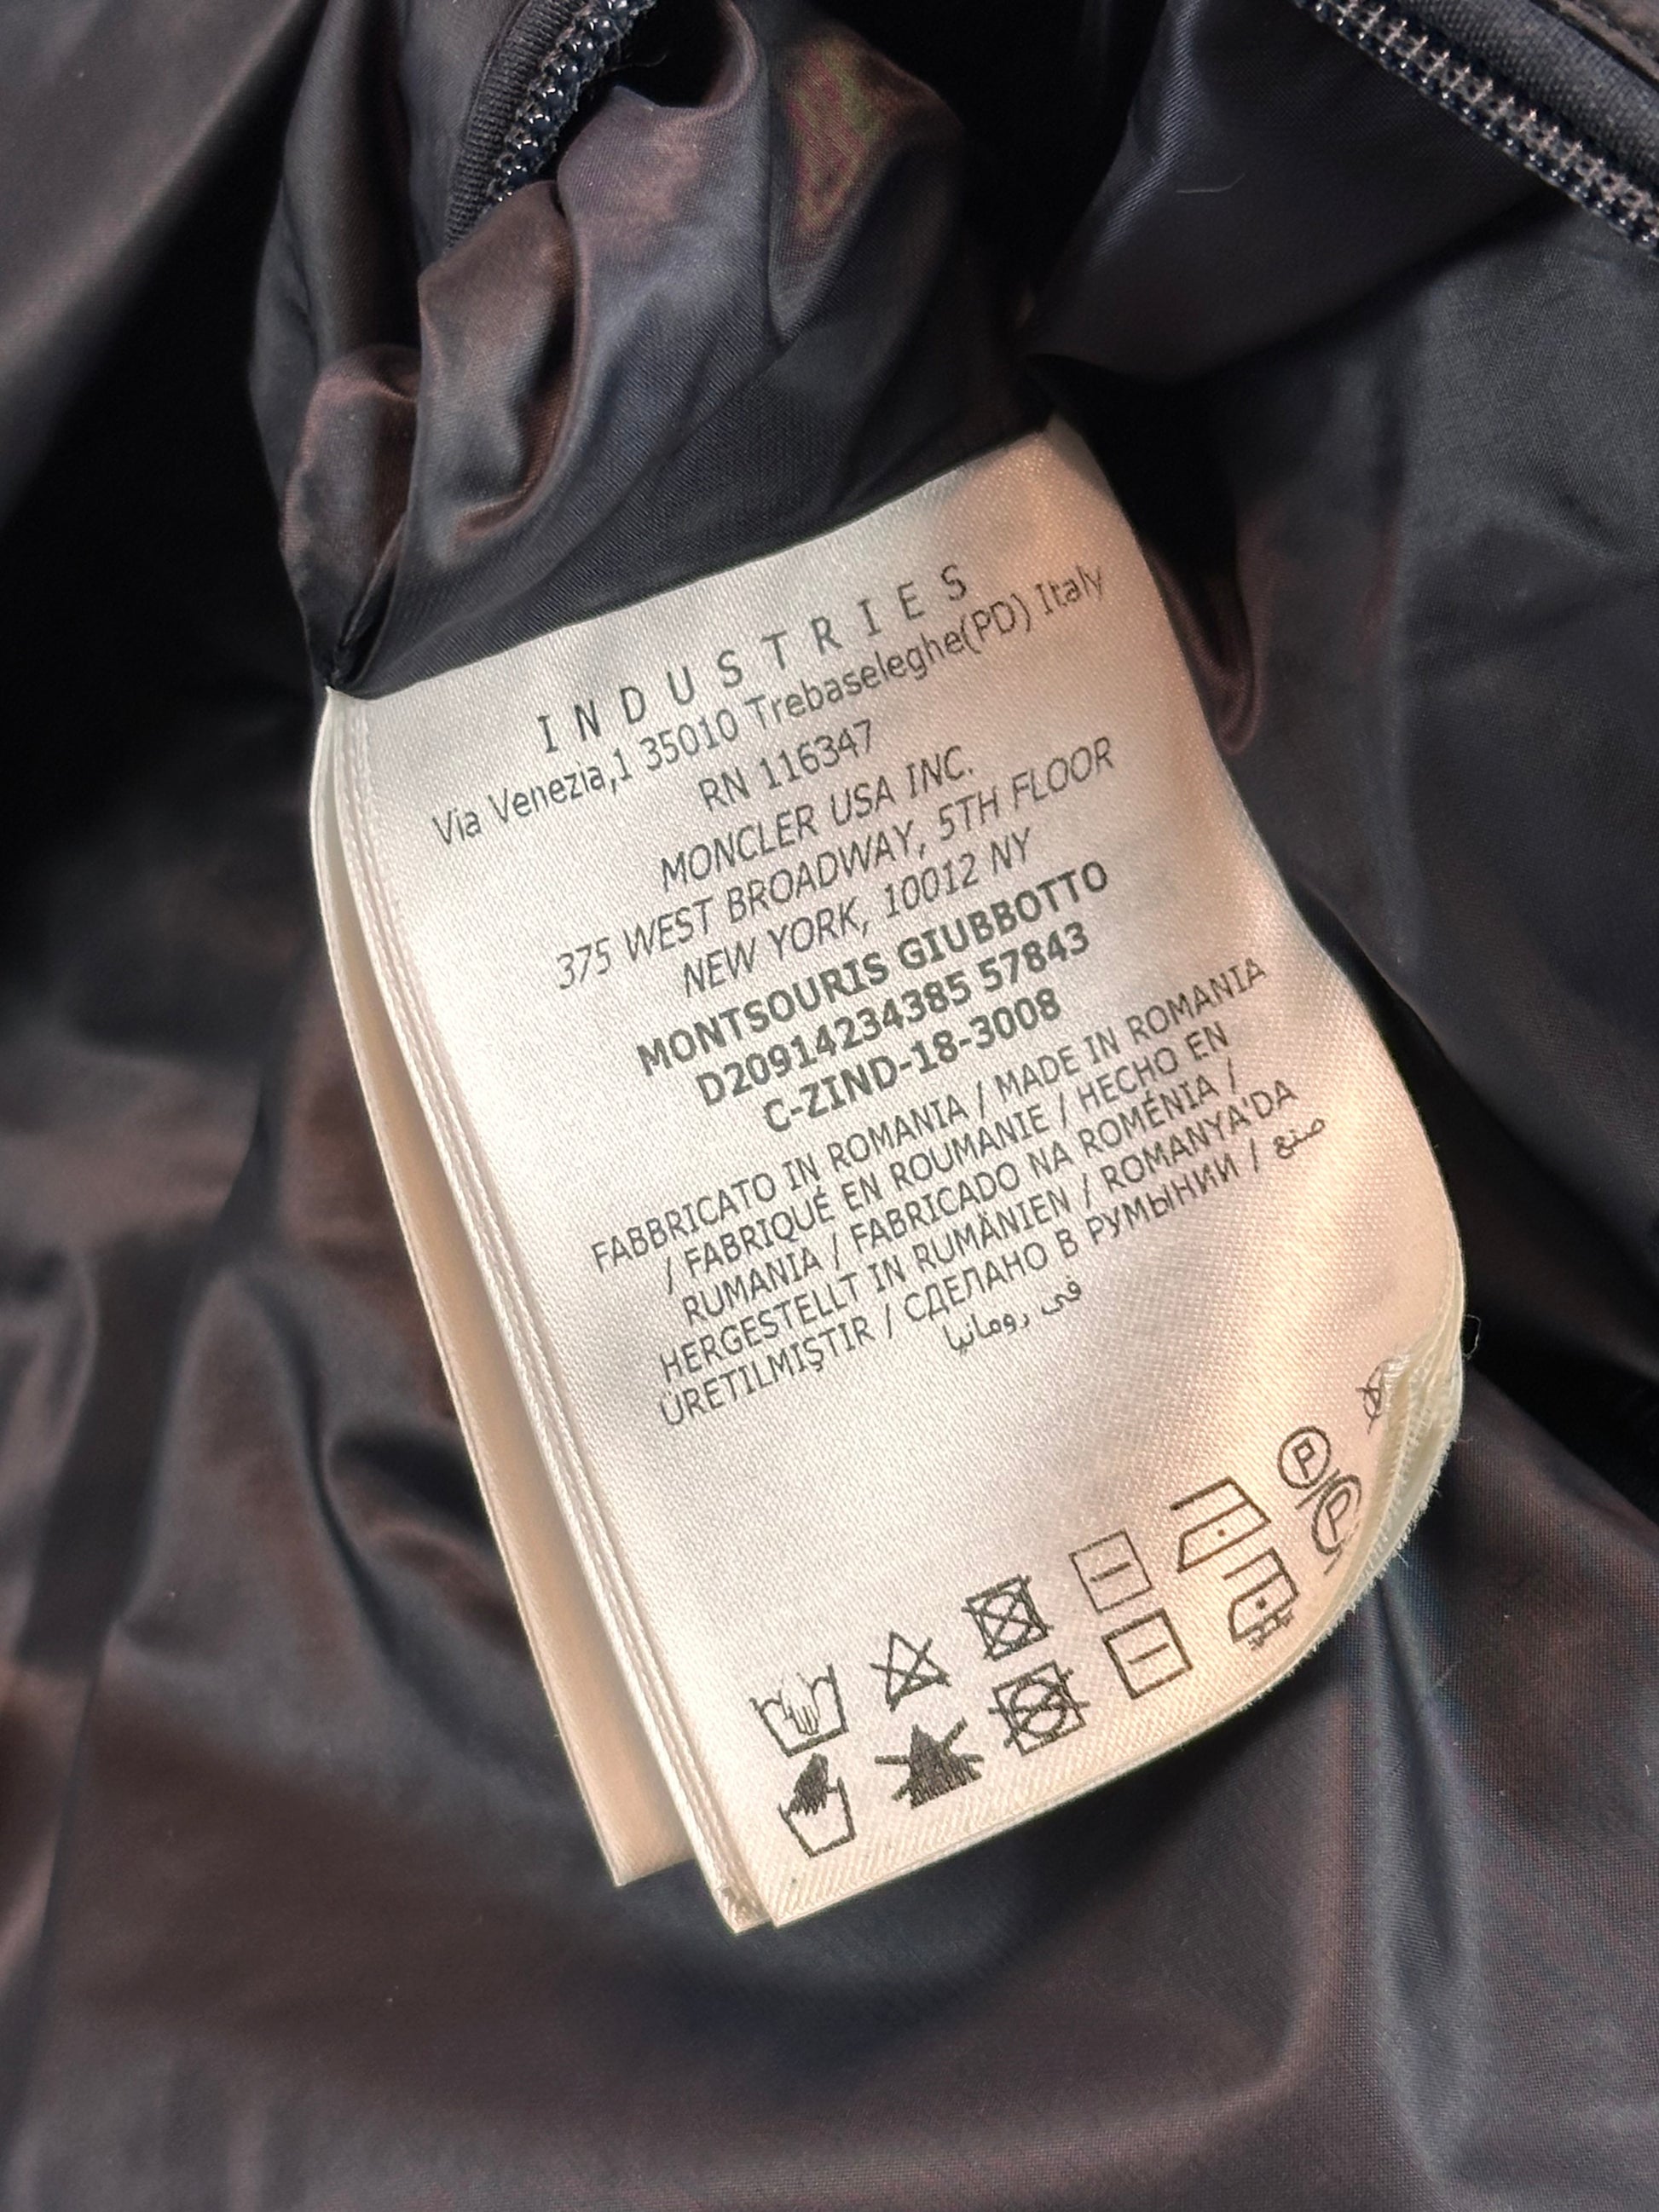 INDUSTRIES
Via Venezia,1 35010 Trebaseleghe(PD) Italy
RN 116347
MONCLER USA INC.
375 WEST BROADWAY, 5TH FLOOR
NEW YORK, 10012 NY
MONTSOURIS GIUBBOTTO
D20914234385 57843
C-ZIND-18-3008
FABBRICATO IN ROMANIA / MADE IN ROMANIA
/ FABRIQUÉ EN ROUMANIE / HECHO EN
RUMANIA / FABRICADO NA ROMÉNIA /
HERGESTELLT IN RUMÄNIEN / ROMANYA'DA
ÜRETILMIŞTIR / СДЕЛАНО В РУМЫНИИ / صنع
في رومانيا
P
P